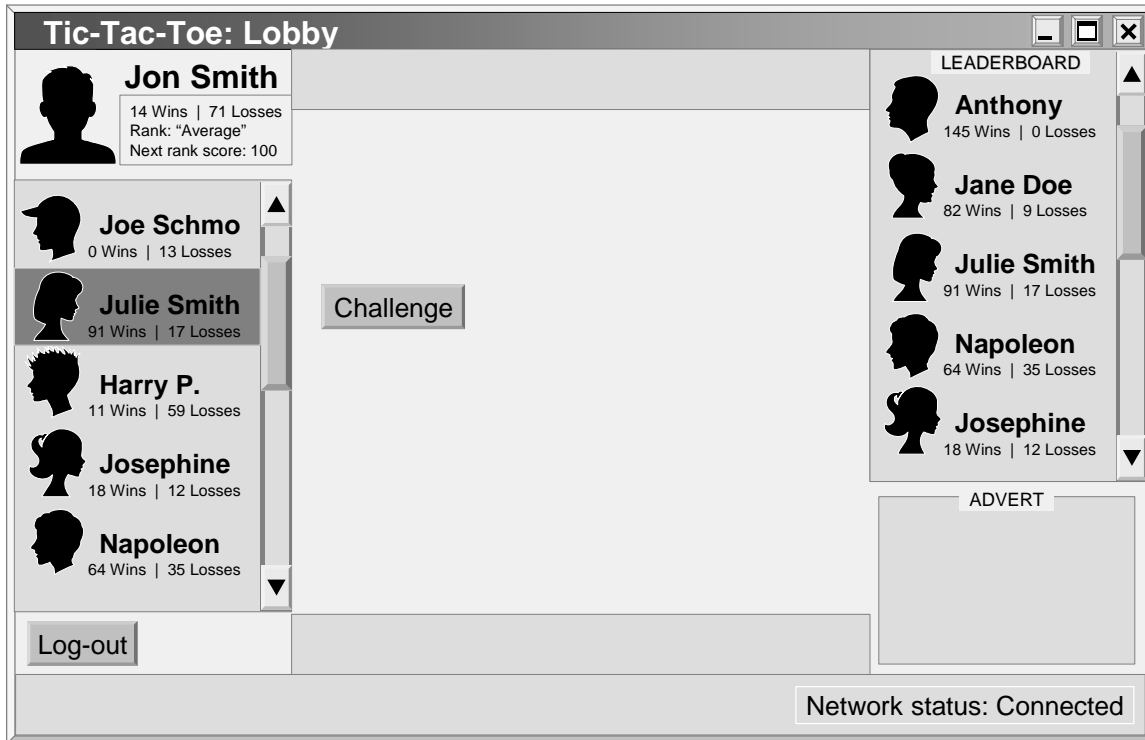 Tic-Tac-Toe: Lobby
Jon Smith
14 Wins | 71 Losses
Rank: “Average”
Next rank score: 100
Joe Schmo
0 Wins | 13 Losses
Julie Smith
91 Wins | 17 Losses
Harry P.
11 Wins | 59 Losses
Josephine
18 Wins | 12 Losses
Napoleon
64 Wins | 35 Losses
Log-out
Challenge
LEADERBOARD
Anthony
145 Wins | 0 Losses
Jane Doe
82 Wins | 9 Losses
Julie Smith
91 Wins | 17 Losses
Napoleon
64 Wins | 35 Losses
Josephine
18 Wins | 12 Losses
ADVERT
Network status: Connected